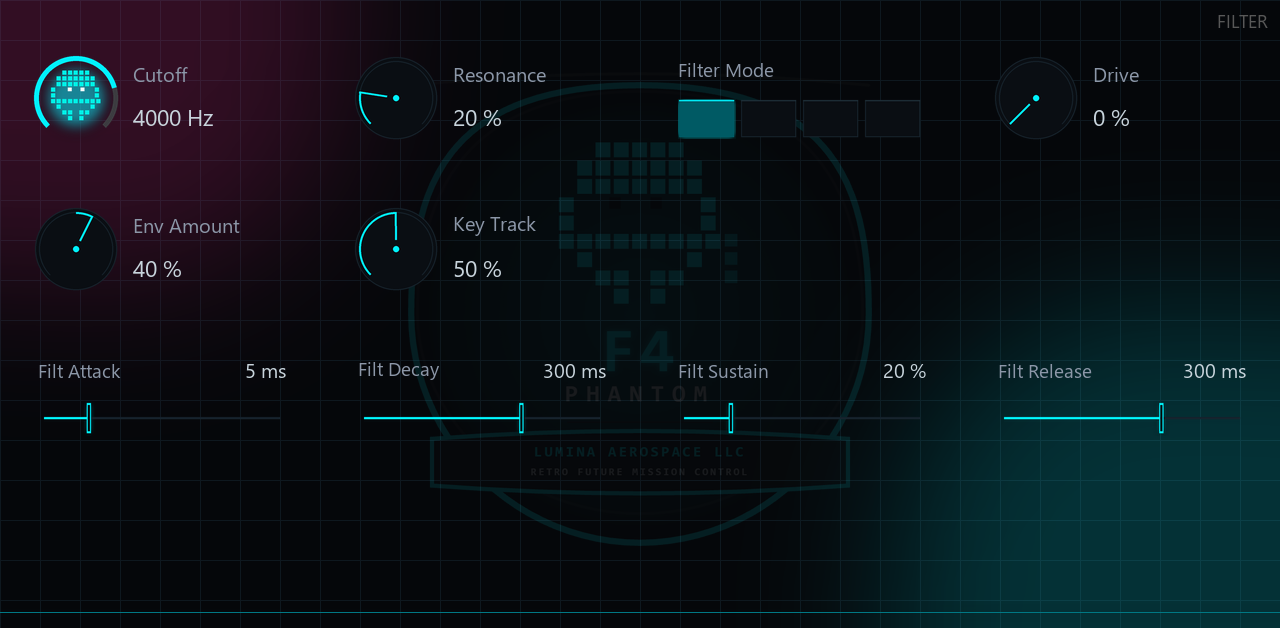 FILTER
Cutoff
4000 Hz
Resonance
20 %
Filter Mode
Drive
0 %
Env Amount
40 %
Key Track
50 %
F4
PHANTOM
Filt Attack
5 ms
Filt Decay
300 ms
Filt Sustain
20 %
Filt Release
300 ms
LUMINA AEROSPACE LLC
RETRO FUTURE MISSION CONTROL